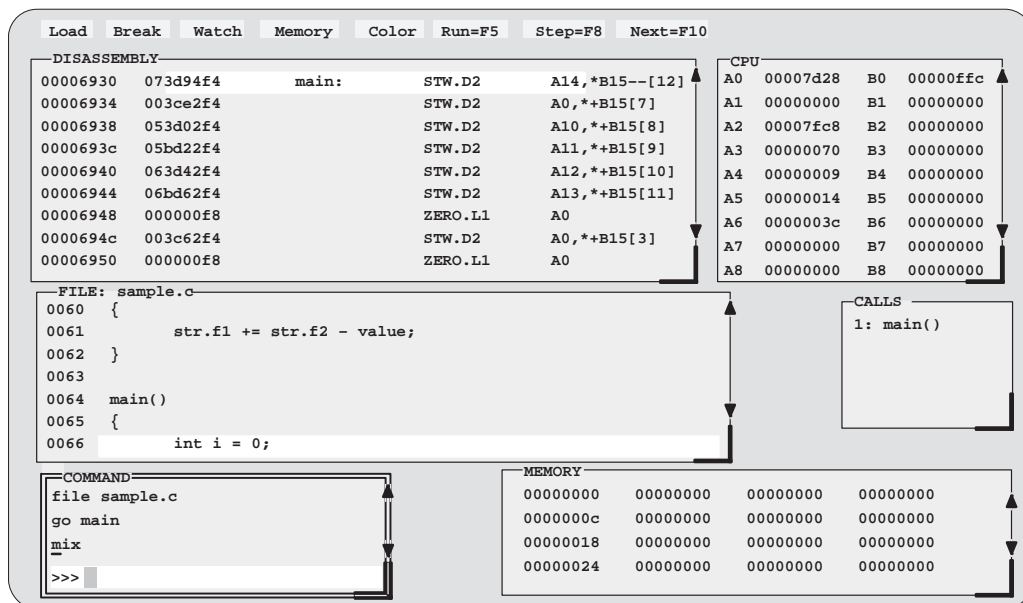 Load Break Watch Memory Color Run=F5 Step=F8 Next=F10
DISASSEMBLY
00006930 073d94f4 main: STW.D2 A14,*B15--[12]
00006934 003ce2f4 STW.D2 A0,*+B15[7]
00006938 053d02f4 STW.D2 A10,*+B15[8]
0000693c 05bd22f4 STW.D2 A11,*+B15[9]
00006940 063d42f4 STW.D2 A12,*+B15[10]
00006944 06bd62f4 STW.D2 A13,*+B15[11]
00006948 000000f8 ZERO.L1 A0
0000694c 003c62f4 STW.D2 A0,*+B15[3]
00006950 000000f8 ZERO.L1 A0
CPU
A0 00007d28 B0 00000ffc
A1 00000000 B1 00000000
A2 00007fc8 B2 00000000
A3 00000070 B3 00000000
A4 00000009 B4 00000000
A5 00000014 B5 00000000
A6 0000003c B6 00000000
A7 00000000 B7 00000000
A8 00000000 B8 00000000
FILE: sample.c
0060 {
0061 str.f1 += str.f2 - value;
0062 }
0063
0064 main()
0065 {
0066 int i = 0;
CALLS
1: main()
COMMAND
file sample.c
go main
mix
>>>
MEMORY
00000000 00000000 00000000 00000000
0000000c 00000000 00000000 00000000
00000018 00000000 00000000 00000000
00000024 00000000 00000000 00000000